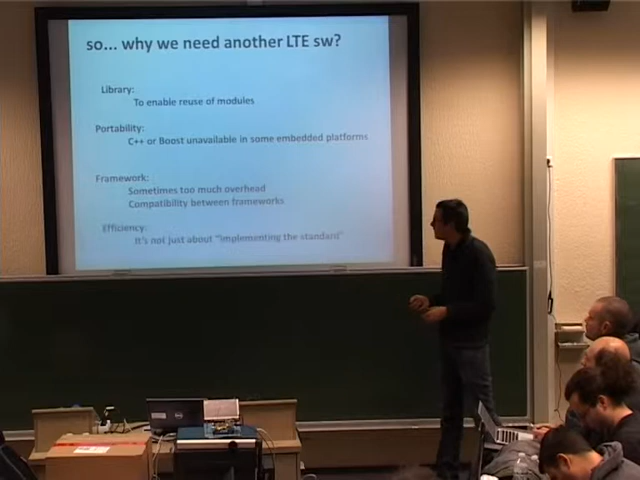 so... why we need another LTE sw?
Library:
To enable reuse of modules
Portability:
C++ or Boost unavailable in some embedded platforms
Framework:
Sometimes too much overhead
Compatibility between frameworks
Efficiency:
It's not just about "implementing the standard"
DELL